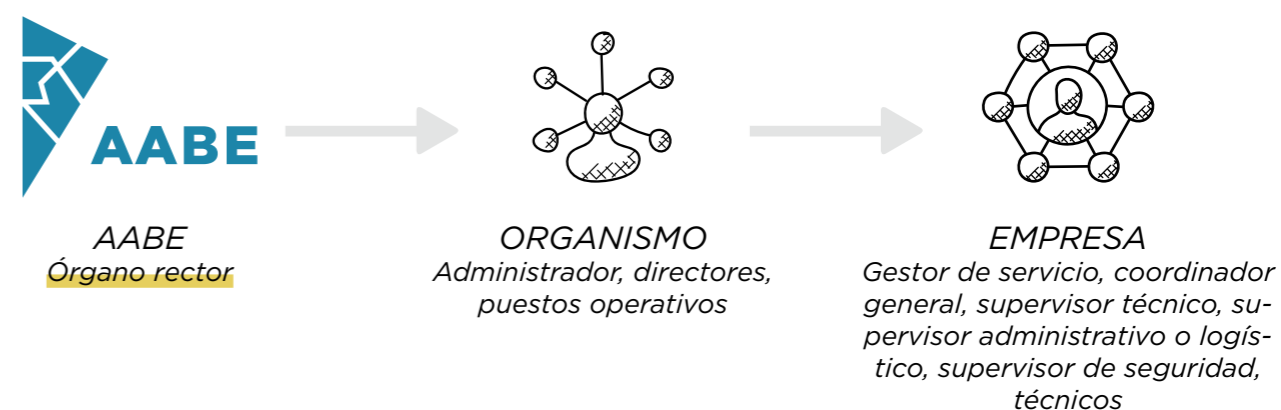 AABE
AABE
Órgano rector
ORGANISMO
Administrador, directores,
puestos operativos
EMPRESA
Gestor de servicio, coordinador
general, supervisor técnico, su-
pervisor administrativo o logís-
tico, supervisor de seguridad,
técnicos